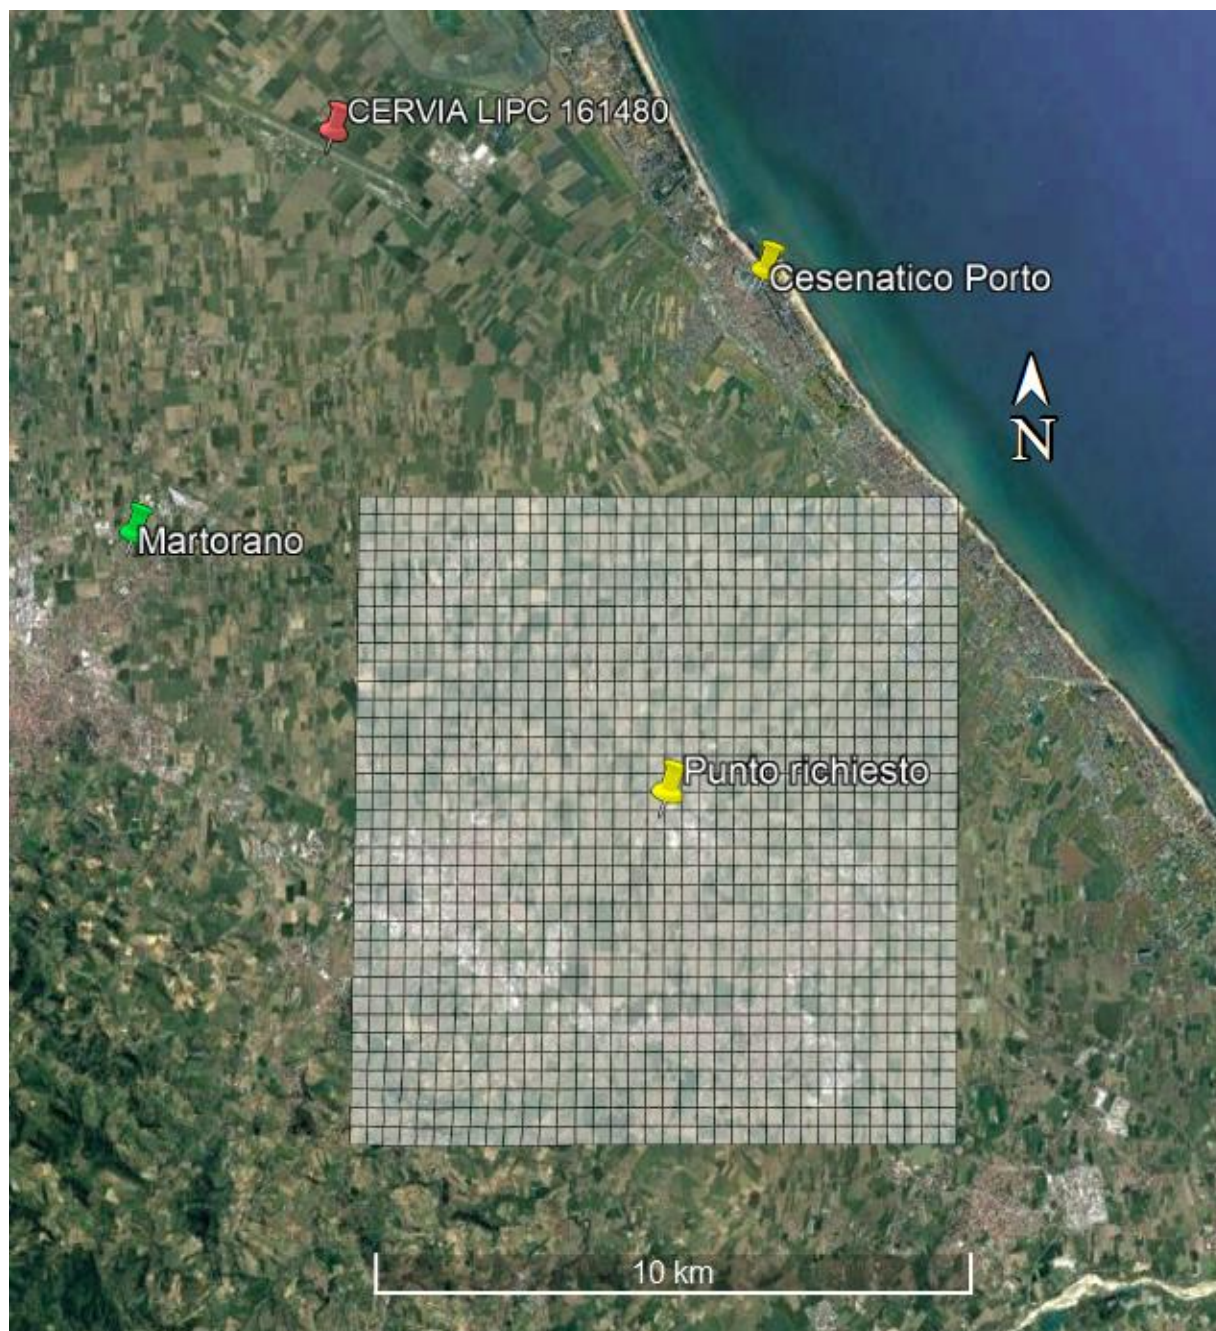 CERVIA LIPC 161480
Cesenatico Porto
N
Martorano
Punto richiesto
10 km